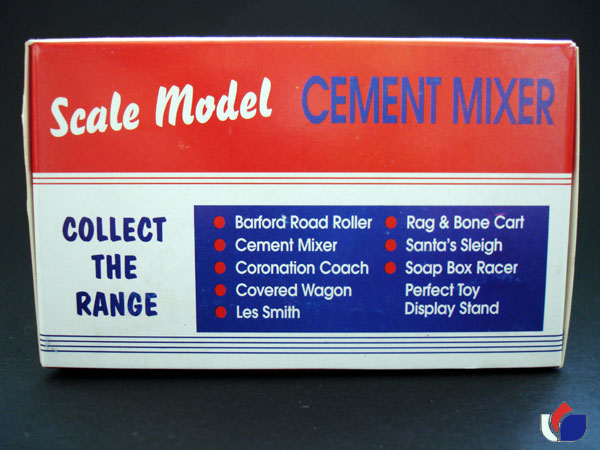 Scale Model CEMENT MIXER
COLLECT
THE
RANGE
Barford Road Roller
Cement Mixer
Coronation Coach
Covered Wagon
Les Smith
Rag & Bone Cart
Santa's Sleigh
Soap Box Racer
Perfect Toy
Display Stand